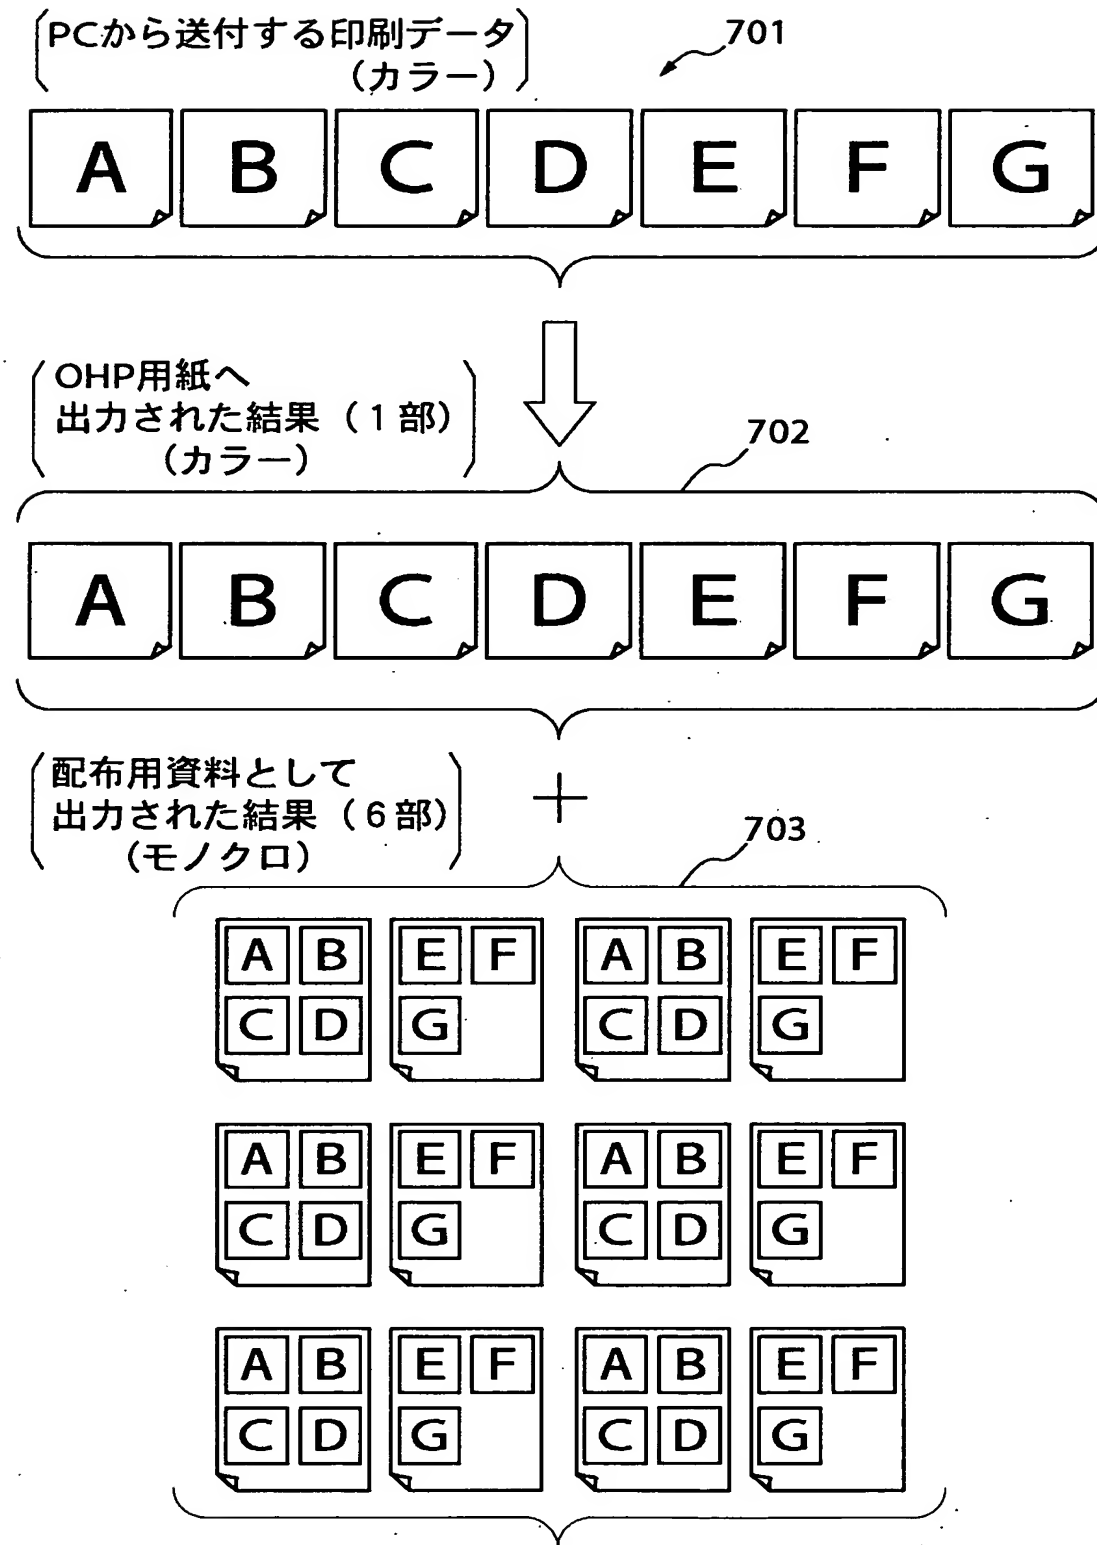 PCから送付する印刷データ
(カラー)
701
A B C D E F G
OHP用紙へ
出力された結果（1部）
(カラー)
702
A B C D E F G
配布用資料として
出力された結果（6部）
(モノクロ)
+
703
A B E F A B E F
C D G C D G
A B E F A B E F
C D G C D G
A B E F A B E F
C D G C D G